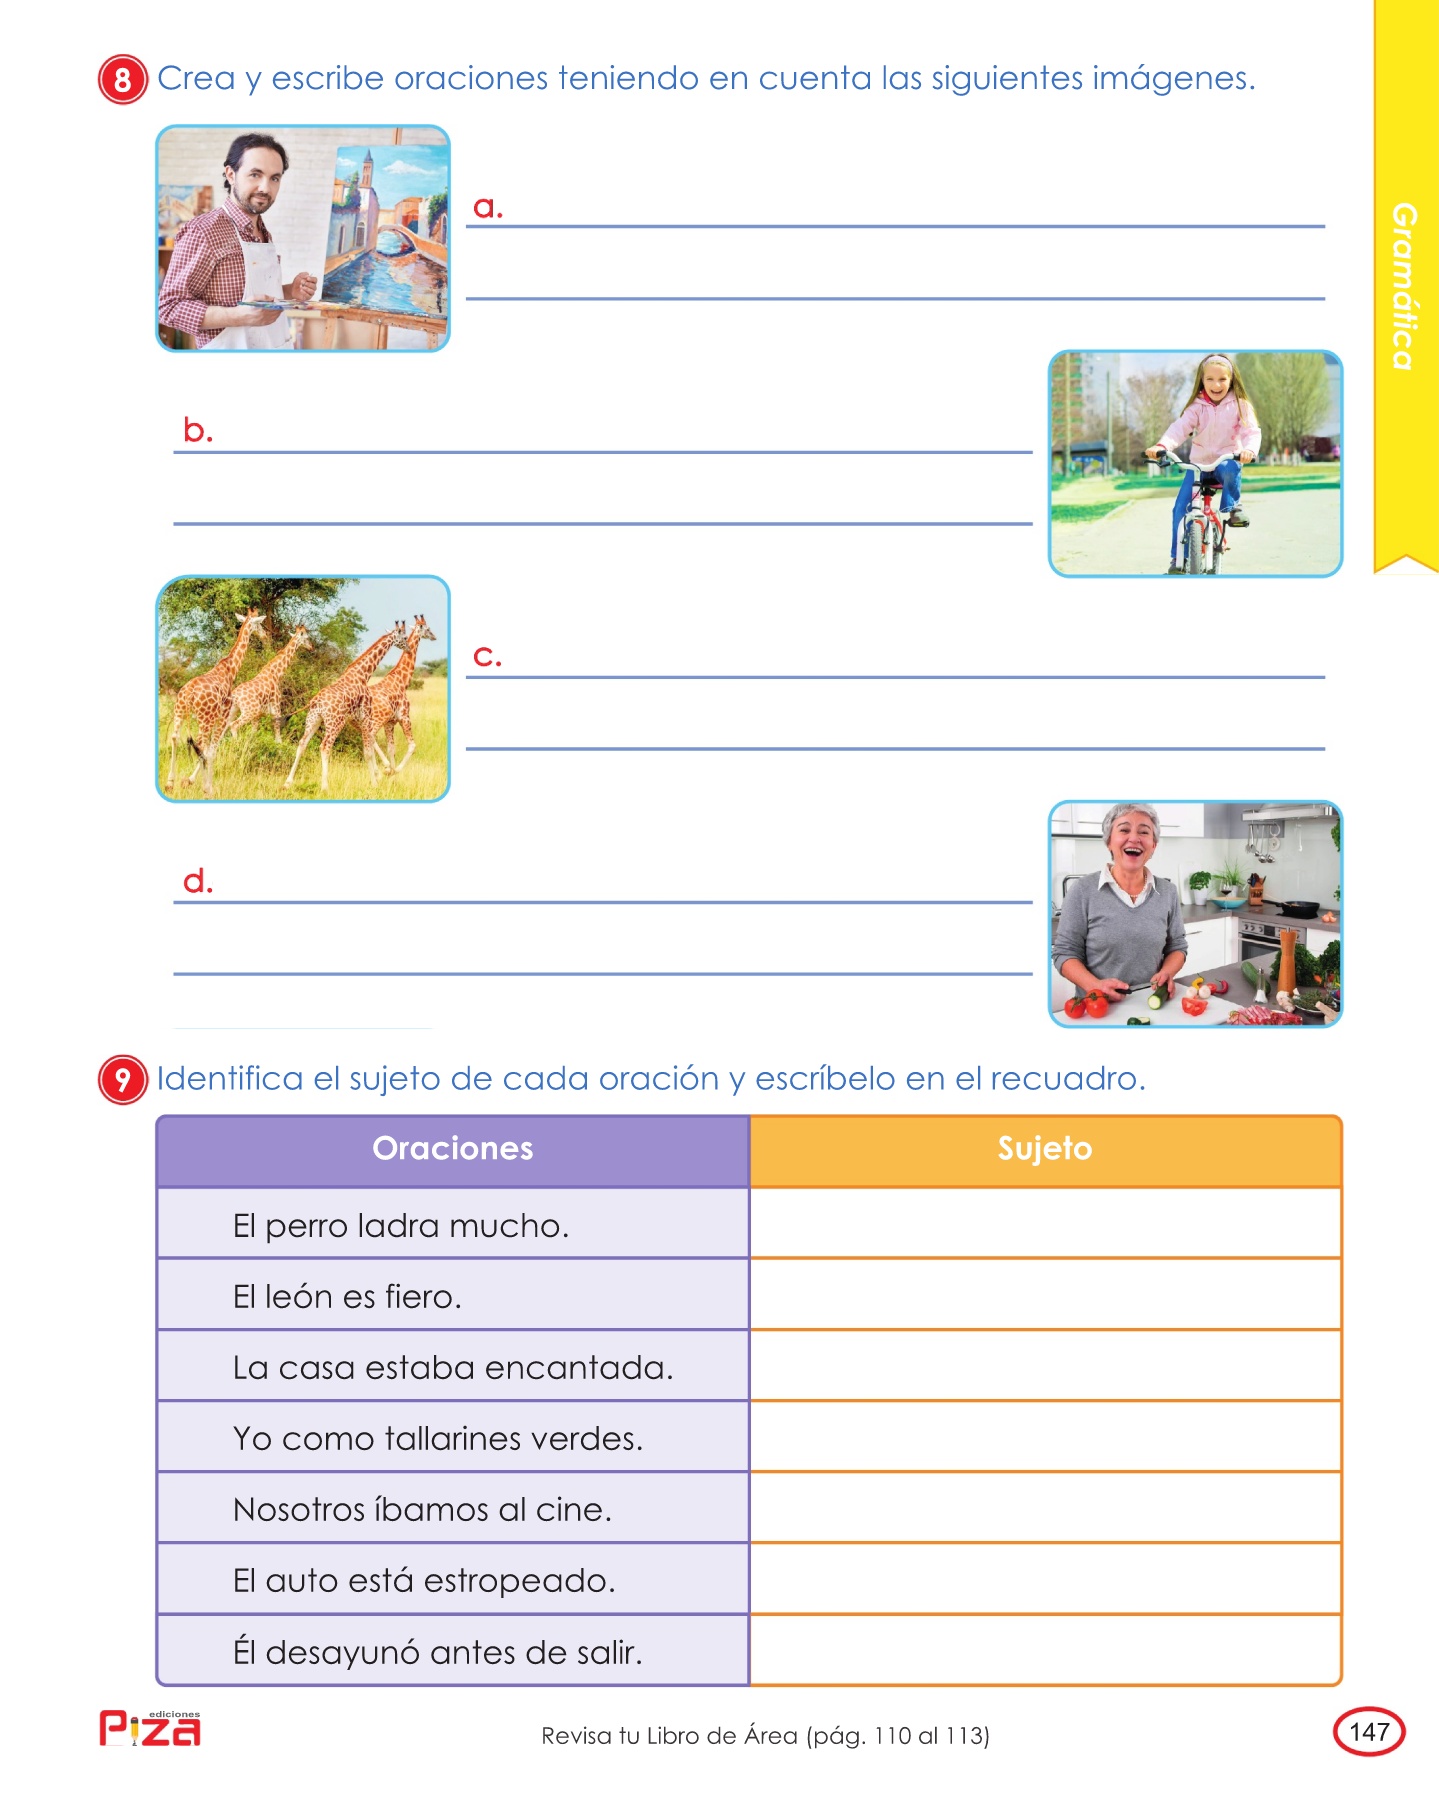 8 Crea y escribe oraciones teniendo en cuenta las siguientes imágenes.
a.
Gramática
b.
c.
d.
9 Identifica el sujeto de cada oración y escríbelo en el recuadro.
Oraciones Sujeto
El perro ladra mucho.
El león es fiero.
La casa estaba encantada.
Yo como tallarines verdes.
Nosotros íbamos al cine.
El auto está estropeado.
Él desayunó antes de salir.
ediciones
Piza
Revisa tu Libro de Área (pág. 110 al 113)
147